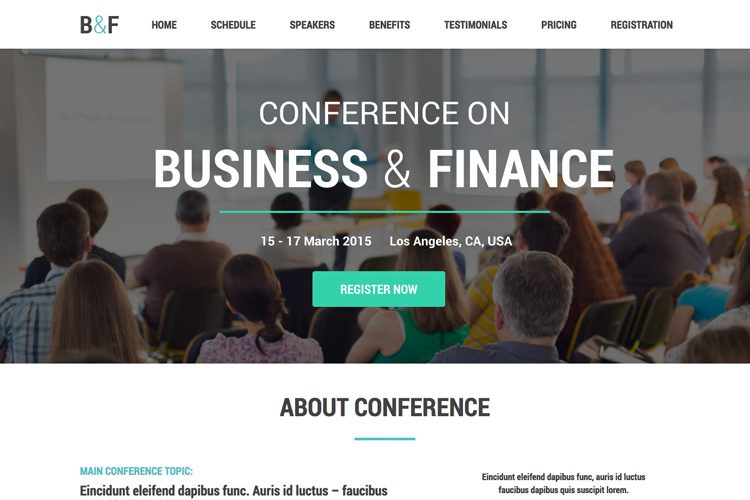 B&F HOME SCHEDULE SPEAKERS BENEFITS TESTIMONIALS PRICING REGISTRATION
CONFERENCE ON
BUSINESS & FINANCE
15 - 17 March 2015 Los Angeles, CA, USA
REGISTER NOW
ABOUT CONFERENCE
MAIN CONFERENCE TOPIC:
Eincidunt eleifend dapibus func. Auris id luctus – faucibus
Eincidunt eleifend dapibus func, auris id luctus
faucibus dapibus quis suscipit lorem.